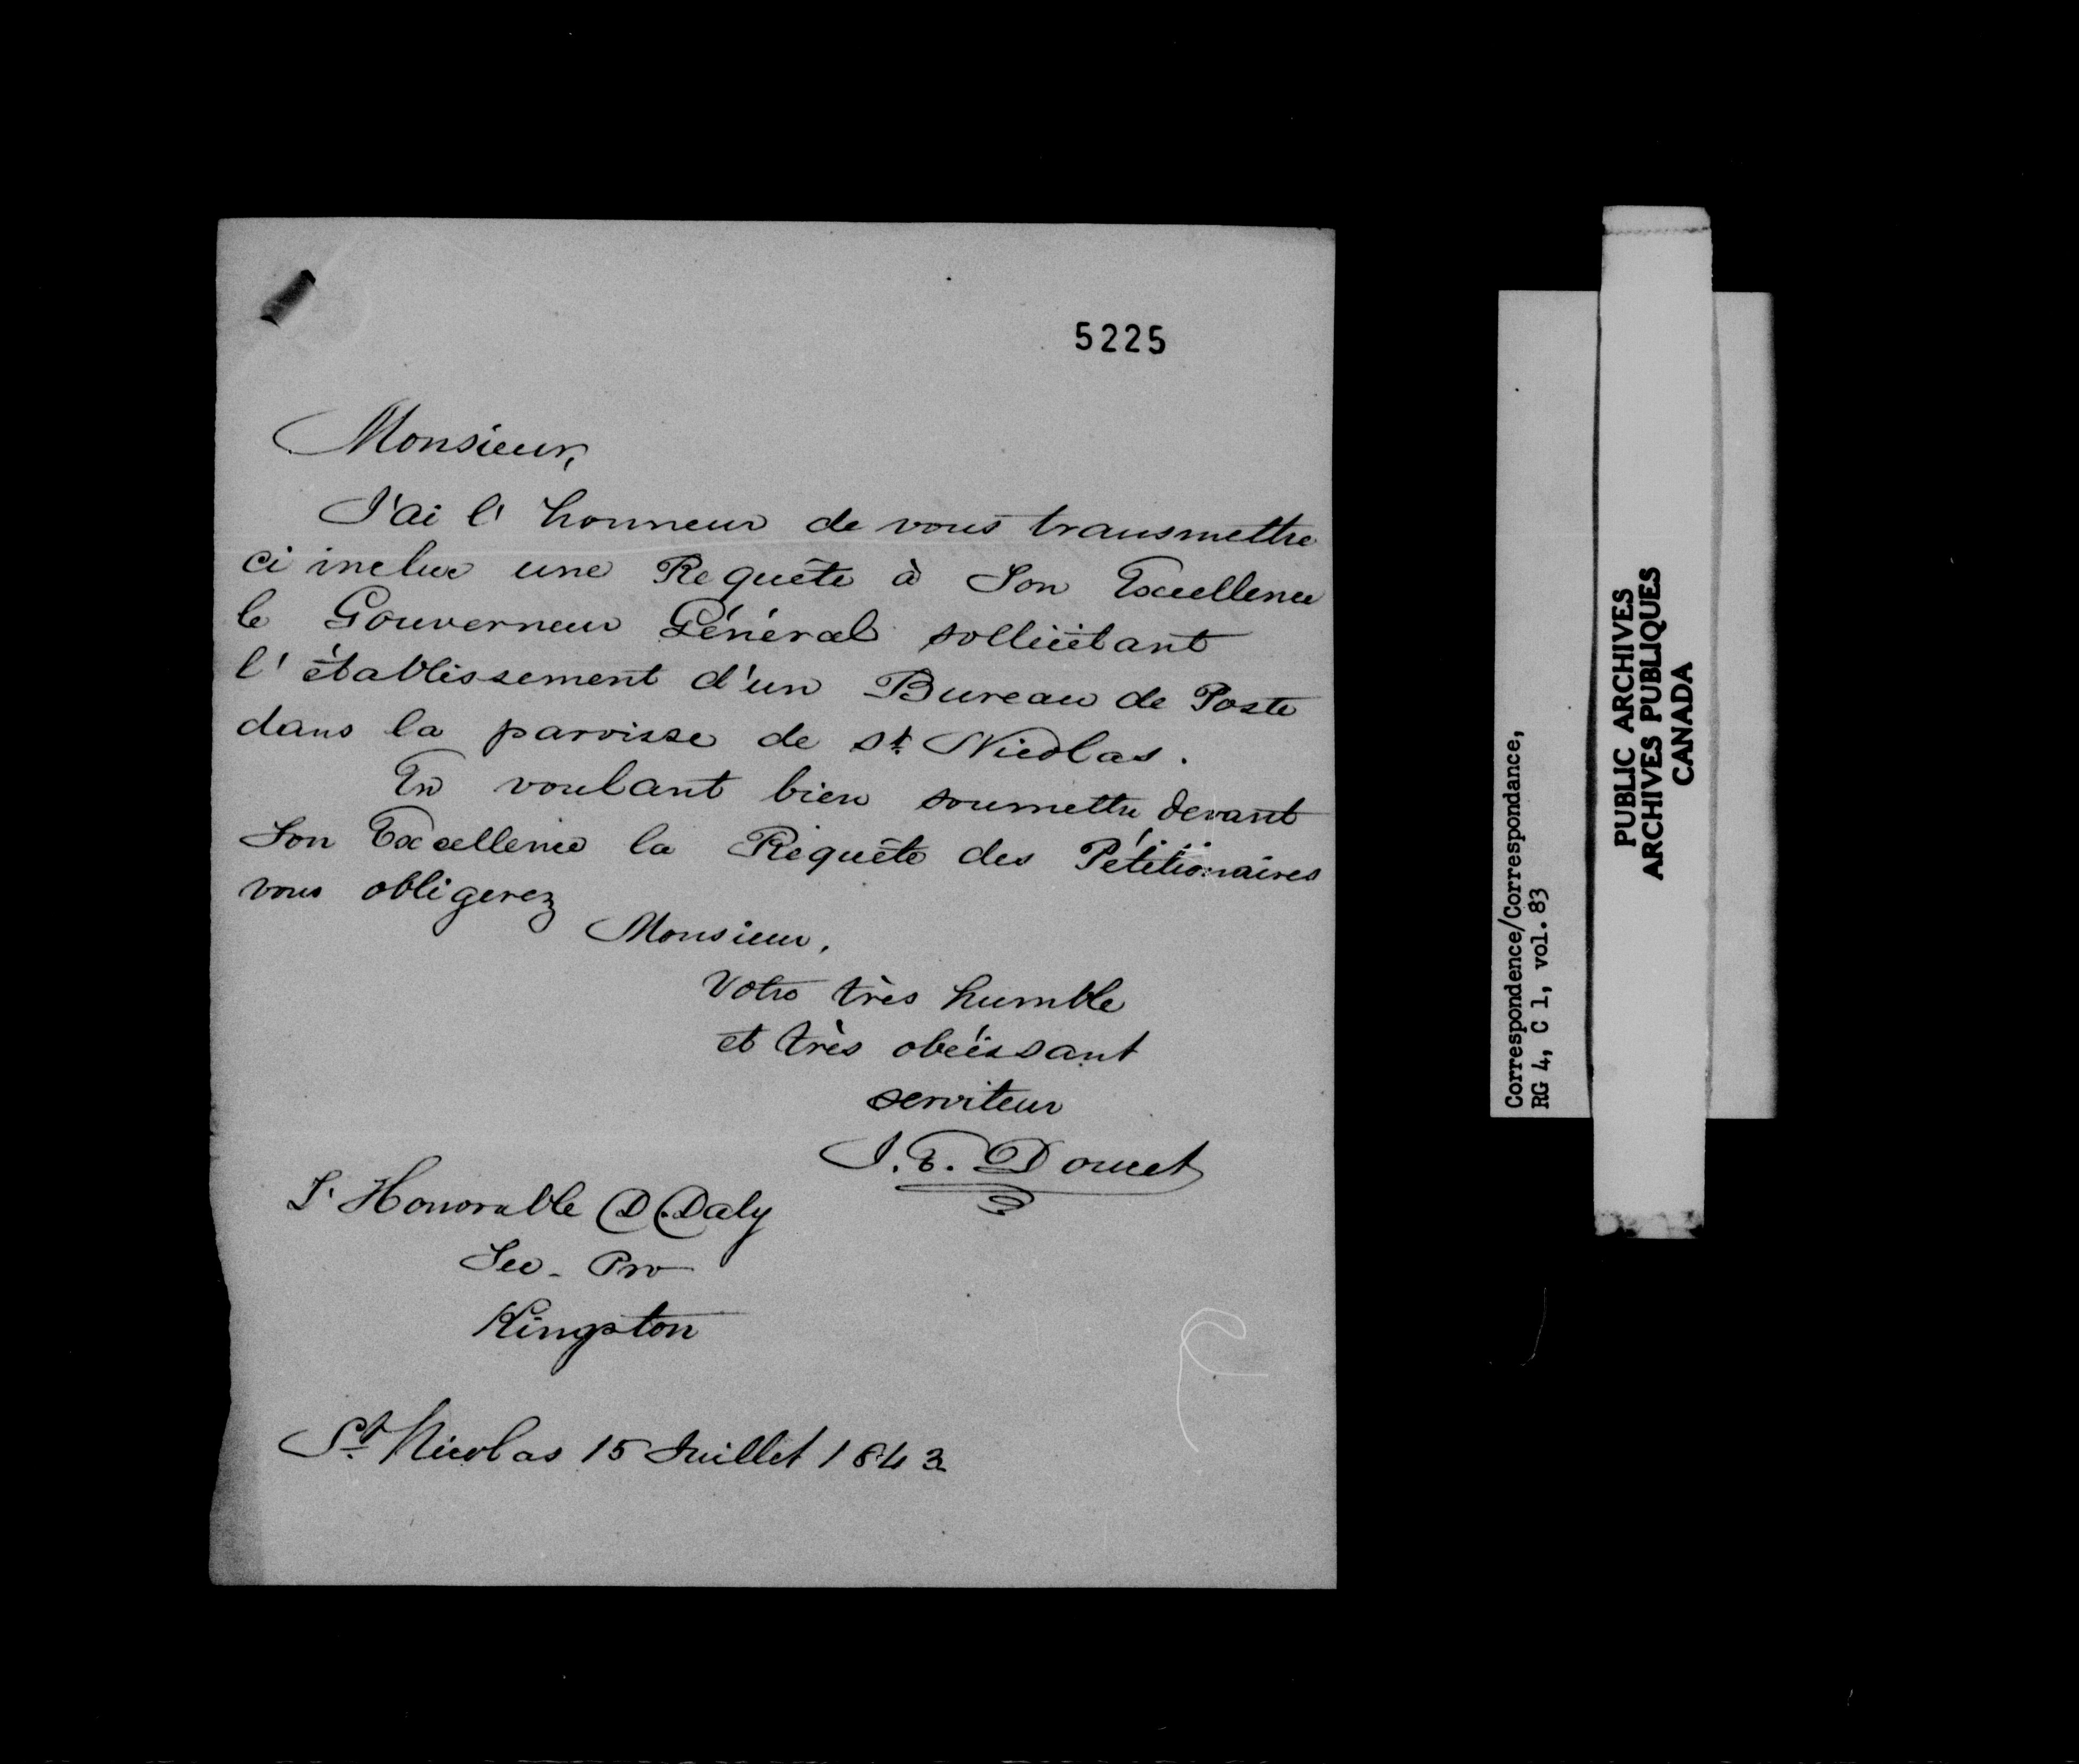 5225
Monsieur,
J'ai l'honneur de vous transmettre
ci inclus une Requête à Son Excellence
le Gouverneur Général sollicitant
l'établissement d'un Bureau de Poste
dans la paroisse de St. Nicolas.
En voulant bien soumettre devant
Son Excellence la Requête des Pétitionaires
vous obligerez
Monsieur,
Votre très humble
et très obéissant
serviteur
J. E. Doucet
L'Honorable D. Daly
Sec - Pro
Kingston
St. Nicolas 15 Juillet 1843
Correspondence/Correspondance,
RG 4, C 1, vol. 83
PUBLIC ARCHIVES
ARCHIVES PUBLIQUES
CANADA